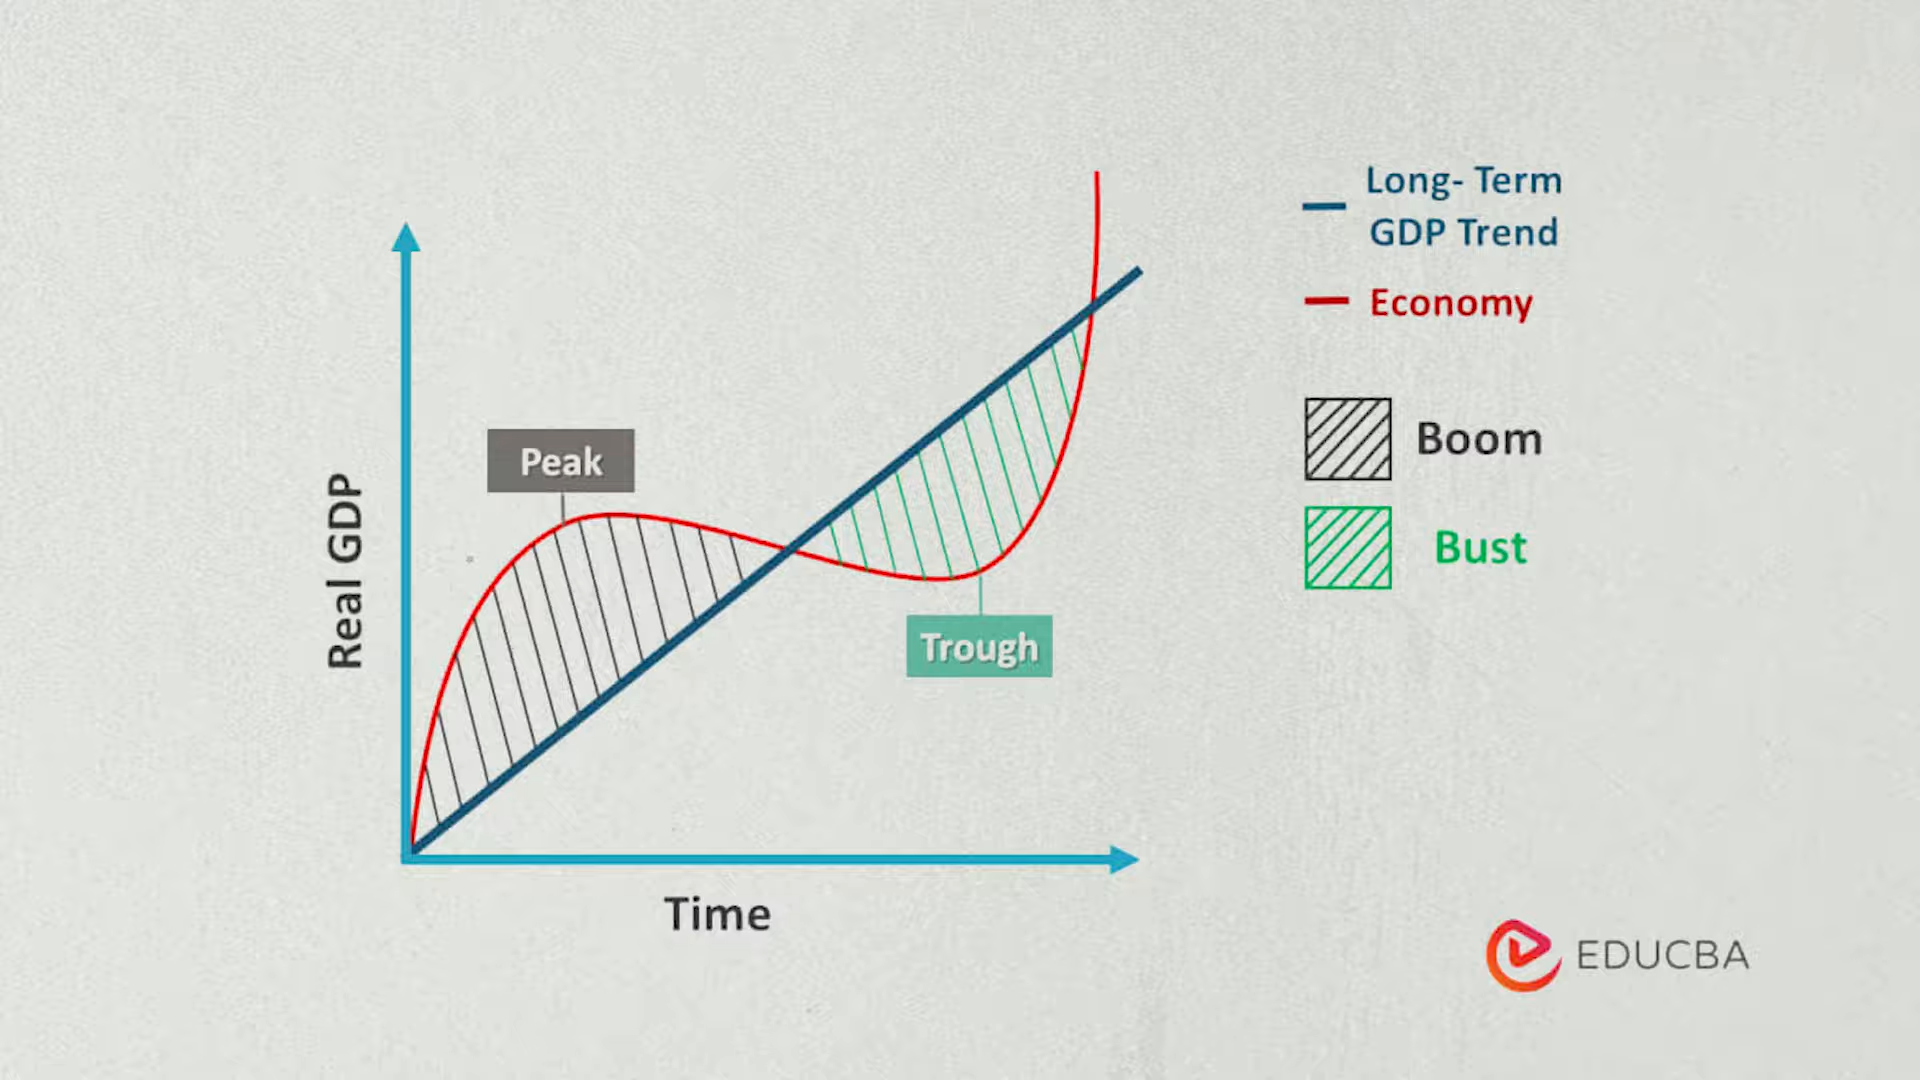 Long- Term
GDP Trend
Economy
Boom
Bust
Peak
Trough
Real GDP
Time
EDUCBA